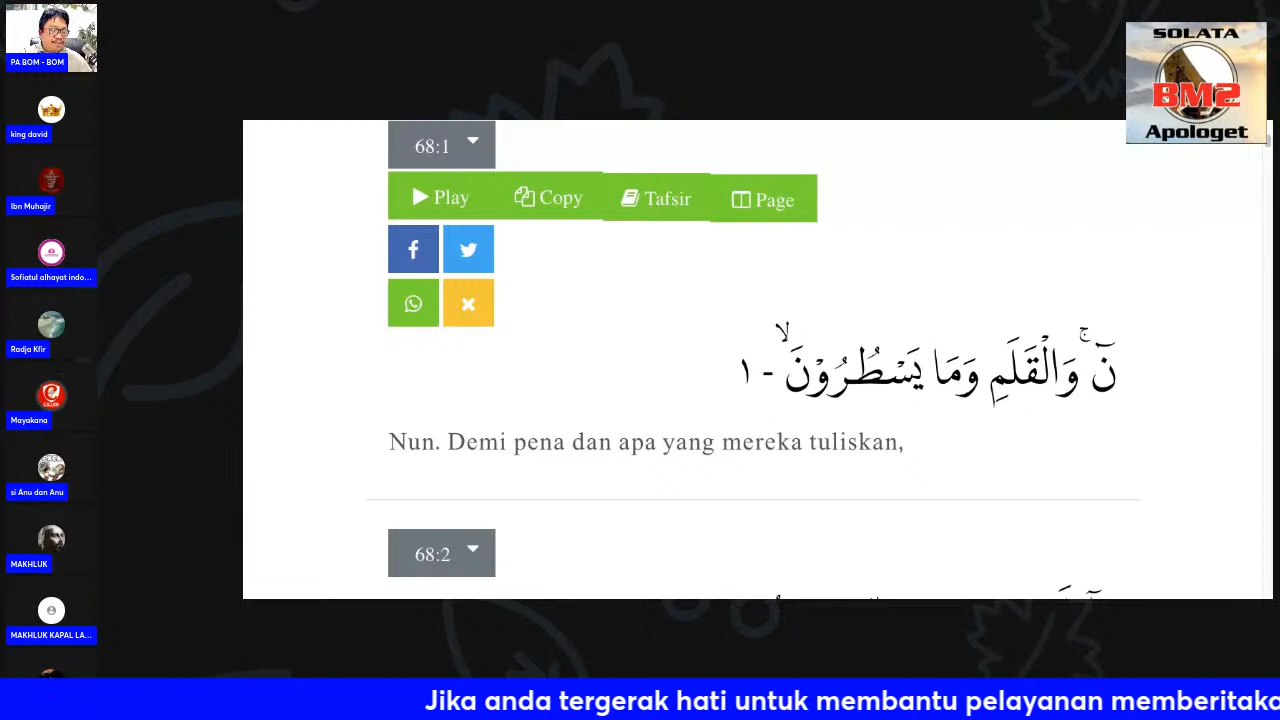 PA BOM - BOM
king david
Ibn Muhajir
Sofiatul alhayat indo...
Radja Kfir
Mayakana
si Anu dan Anu
MAKHLUK
MAKHLUK KAPAL LA...
SOLATA
BM2
Apologet
68:1
Play
Copy
Tafsir
Page
نۤ ۚوَالْقَلَمِ وَمَا يَسْطُرُوْنَۙ - ١
Nun. Demi pena dan apa yang mereka tuliskan,
68:2
Jika anda tergerak hati untuk membantu pelayanan memberitaka